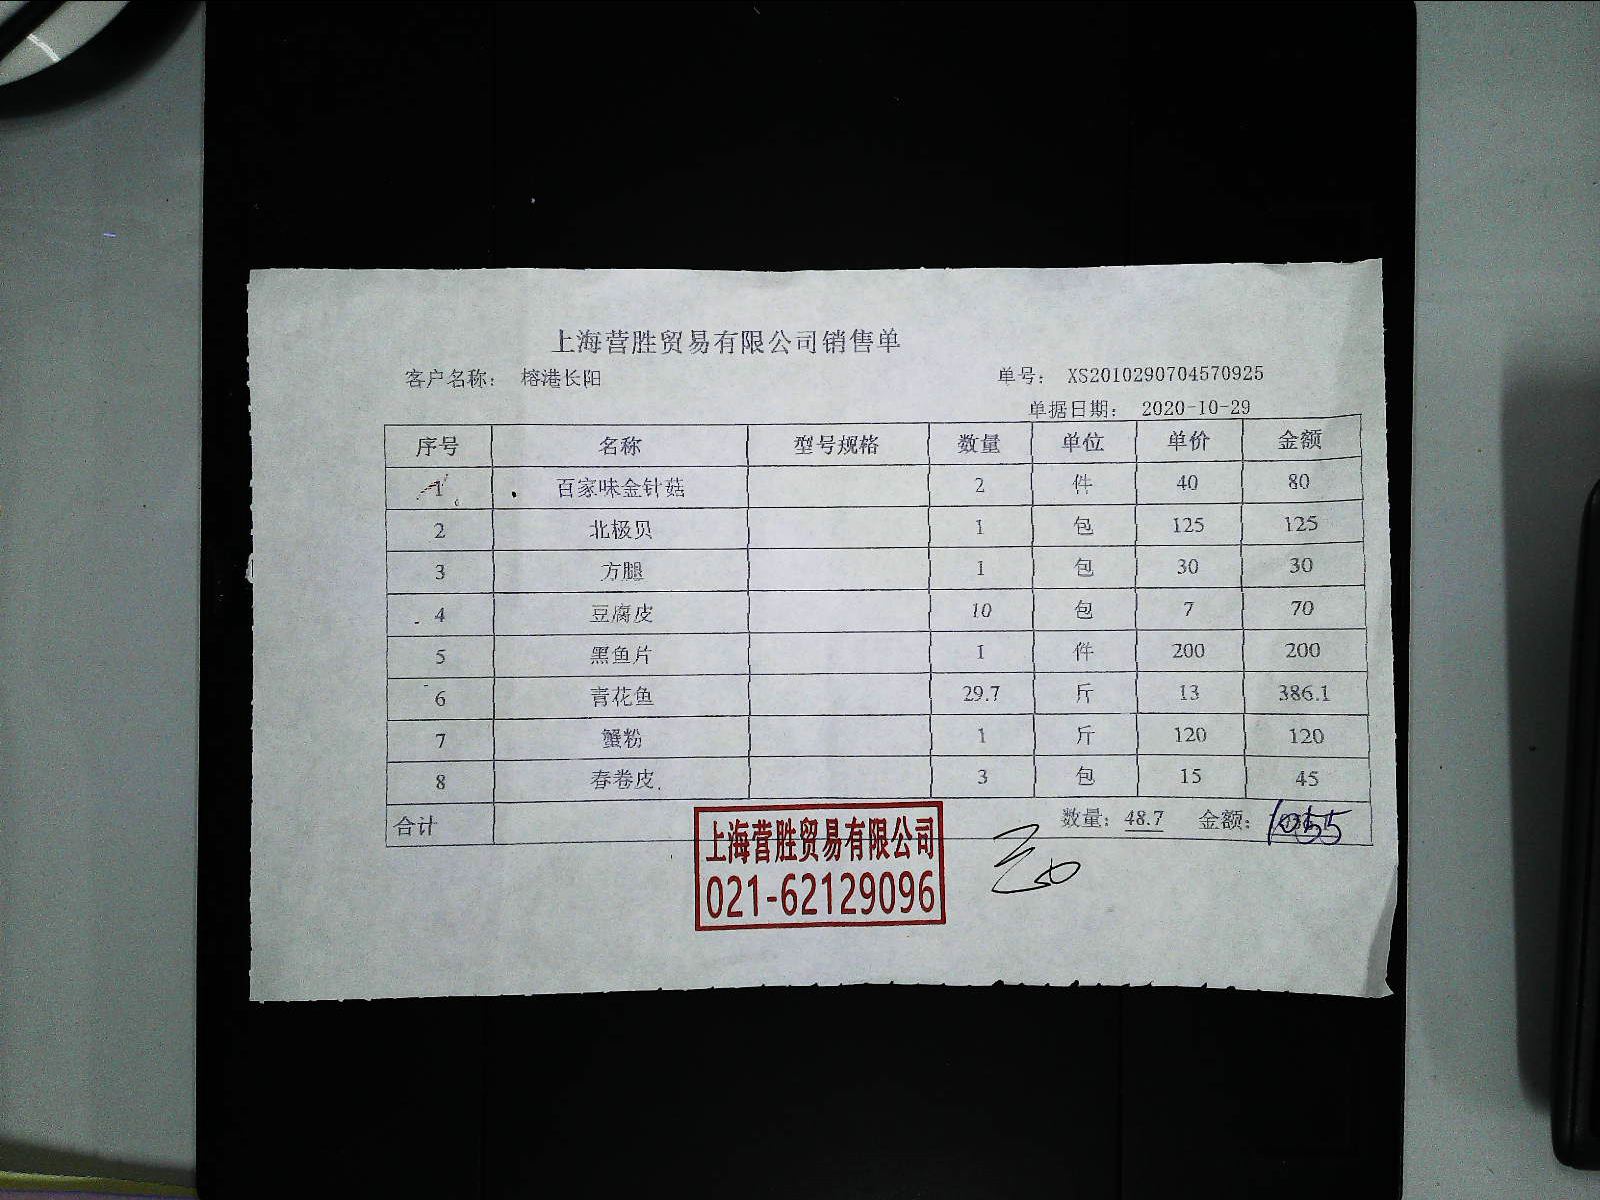 上海营胜贸易有限公司销售单
客户名称： 榕港长阳 单号： XS2010290704570925
单据日期： 2020-10-29
序号 名称 型号规格 数量 单位 单价 金额
1 百家味金针菇 2 件 40 80
2 北极贝 1 包 125 125
3 方腿 1 包 30 30
4 豆腐皮 10 包 7 70
5 黑鱼片 1 件 200 200
6 青花鱼 29.7 斤 13 386.1
7 蟹粉 1 斤 120 120
8 春卷皮 3 包 15 45
合计 数量：48.7 金额：1055
上海营胜贸易有限公司
021-62129096